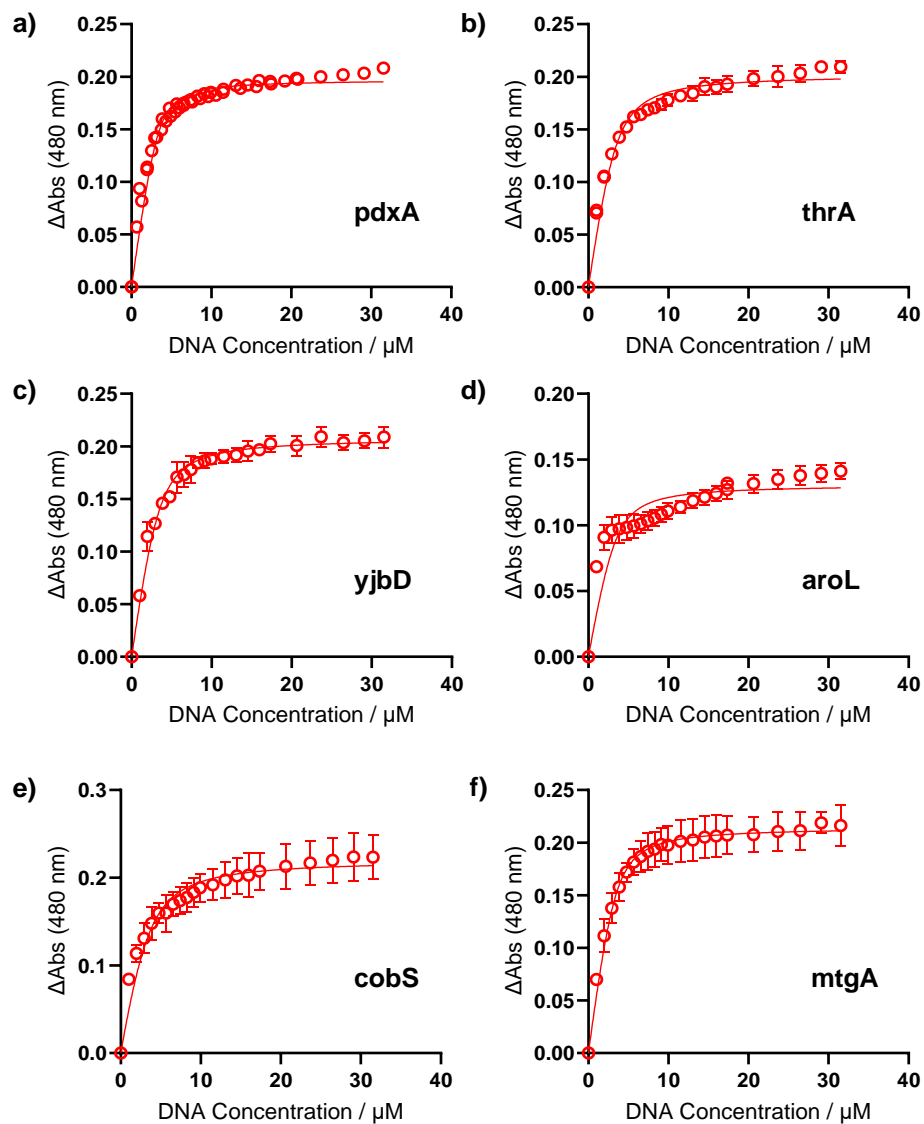 a)
0.25
0.20
0.15
0.10
0.05
0.00
ΔAbs (480 nm)
pdxA
0 10 20 30 40
DNA Concentration / µM
b)
0.25
0.20
0.15
0.10
0.05
0.00
ΔAbs (480 nm)
thrA
0 10 20 30 40
DNA Concentration / µM
c)
0.25
0.20
0.15
0.10
0.05
0.00
ΔAbs (480 nm)
yjbD
0 10 20 30 40
DNA Concentration / µM
d)
0.20
0.15
0.10
0.05
0.00
ΔAbs (480 nm)
aroL
0 10 20 30 40
DNA Concentration / µM
e)
0.3
0.2
0.1
0.0
ΔAbs (480 nm)
cobS
0 10 20 30 40
DNA Concentration / µM
f)
0.25
0.20
0.15
0.10
0.05
0.00
ΔAbs (480 nm)
mtgA
0 10 20 30 40
DNA Concentration / µM